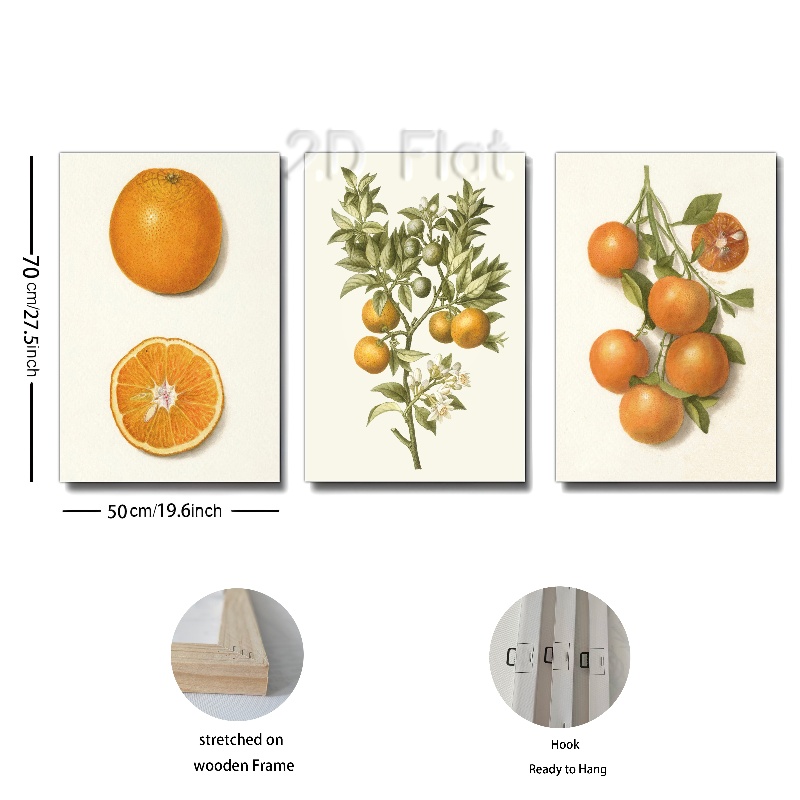 2D Flat
70 cm/27.5inch
50cm/19.6inch
stretched on
wooden Frame
Hook
Ready to Hang